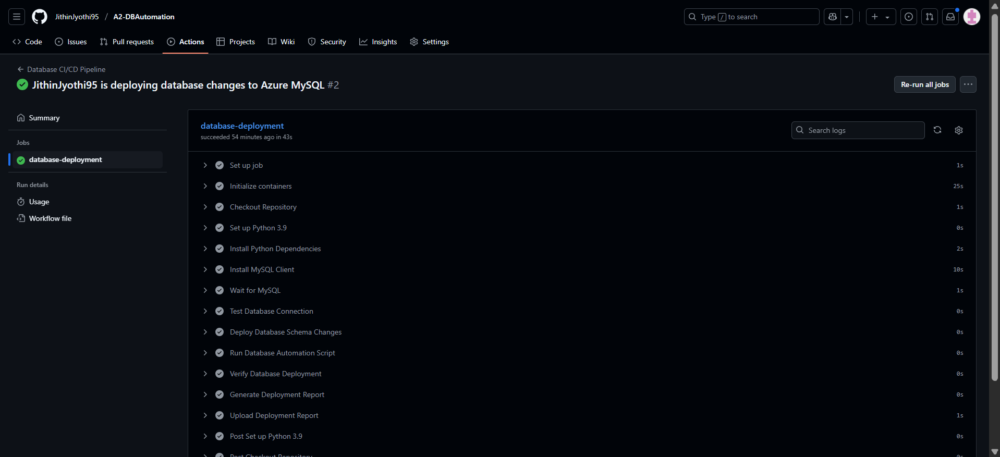 JithinJyothi95 / A2-DBAutomation
Type / to search
Code Issues Pull requests Actions Projects Wiki Security Insights Settings
Database CI/CD Pipeline
JithinJyothi95 is deploying database changes to Azure MySQL #2
Re-run all jobs
Summary
Jobs
database-deployment
Run details
Usage
Workflow file
database-deployment
succeeded 54 minutes ago in 43s
Search logs
Set up job 1s
Initialize containers 25s
Checkout Repository 1s
Set up Python 3.9 0s
Install Python Dependencies 2s
Install MySQL Client 10s
Wait for MySQL 1s
Test Database Connection 0s
Deploy Database Schema Changes 0s
Run Database Automation Script 0s
Verify Database Deployment 0s
Generate Deployment Report 0s
Upload Deployment Report 1s
Post Set up Python 3.9 0s
Post Checkout Repository 0s